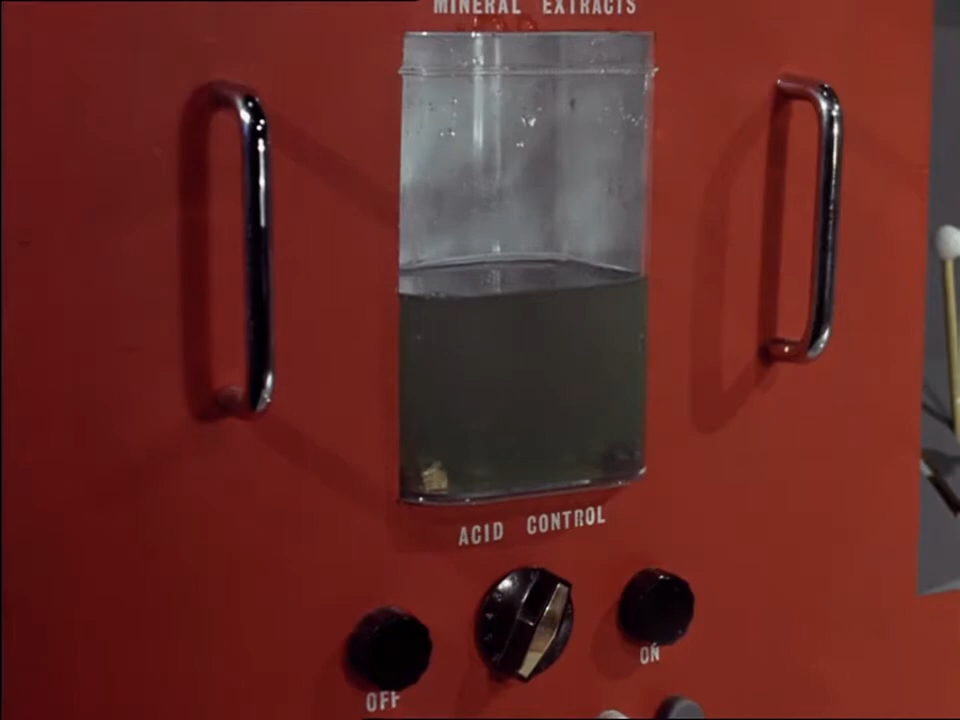 MINERAL EXTRACTS
ACID CONTROL
ON
OFF